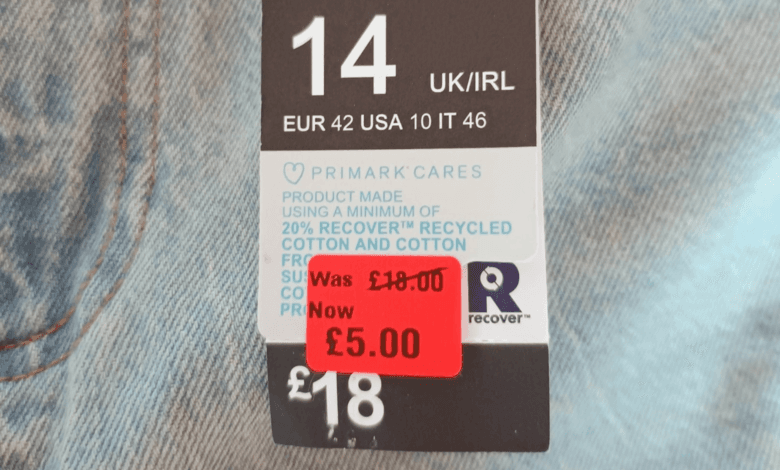 14 UK/IRL
EUR 42 USA 10 IT 46
PRIMARK CARES
PRODUCT MADE
USING A MINIMUM OF
20% RECOVER™ RECYCLED
COTTON AND COTTON
Was £18.00
Now
£5.00
recover™
£18